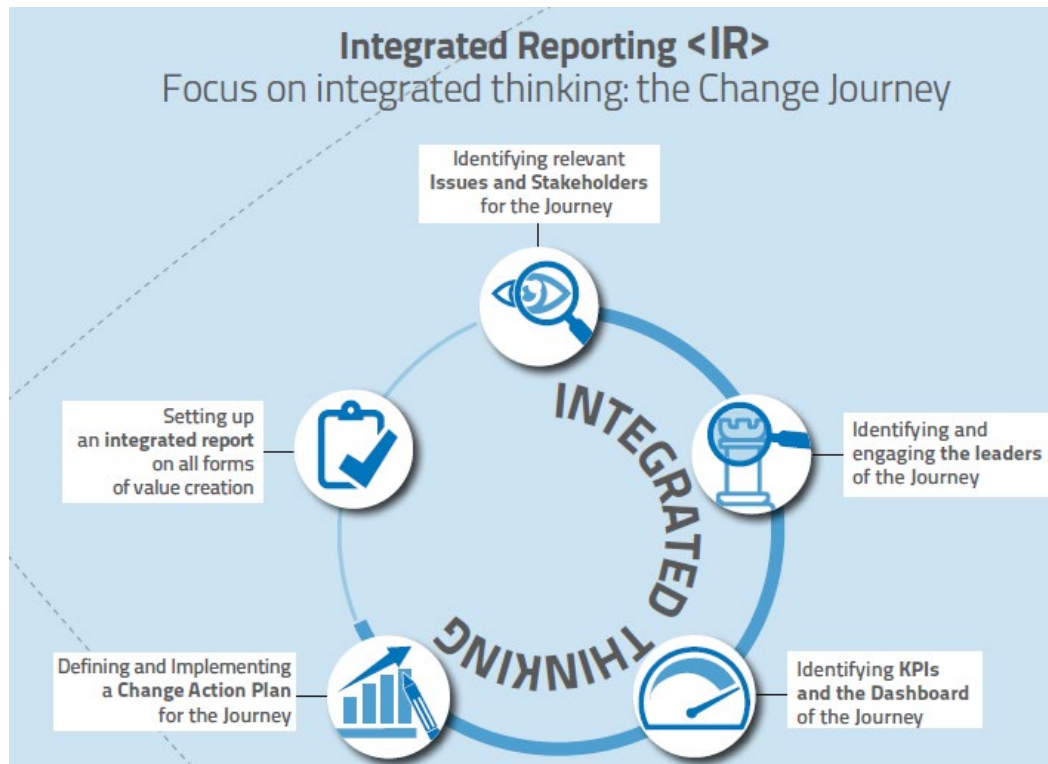 Integrated Reporting <IR>
Focus on integrated thinking: the Change Journey
Identifying relevant
Issues and Stakeholders
for the Journey
Identifying and
engaging the leaders
of the Journey
Identifying KPIs
and the Dashboard
of the Journey
Defining and Implementing
a Change Action Plan
for the Journey
Setting up
an integrated report
on all forms
of value creation
INTEGRATED THINKING